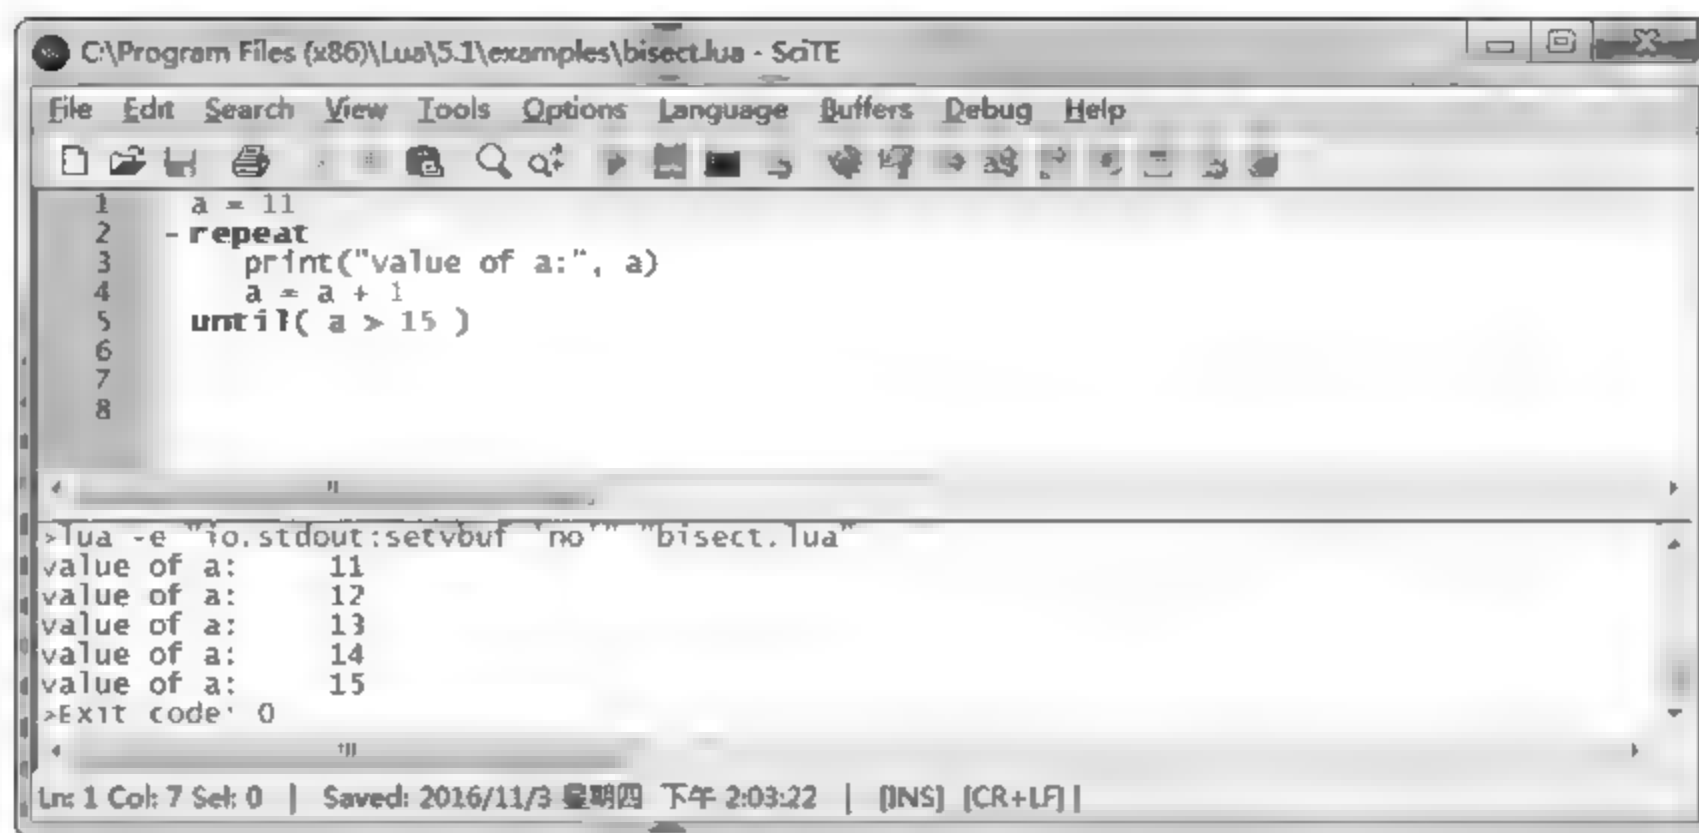 C:\Program Files (x86)\Lua\5.1\examples\bisect.lua - SciTE
File Edit Search View Tools Options Language Buffers Debug Help
1 a = 11
2 - repeat
3 print("value of a:", a)
4 a = a + 1
5 until( a > 15 )
6
7
8
>lua -e "io.stdout:setvbuf 'no'" "bisect.lua"
value of a: 11
value of a: 12
value of a: 13
value of a: 14
value of a: 15
>Exit code: 0
Ln: 1 Col: 7 Sel: 0 | Saved: 2016/11/3 星期四 下午 2:03:22 | [INS] [CR+LF] |